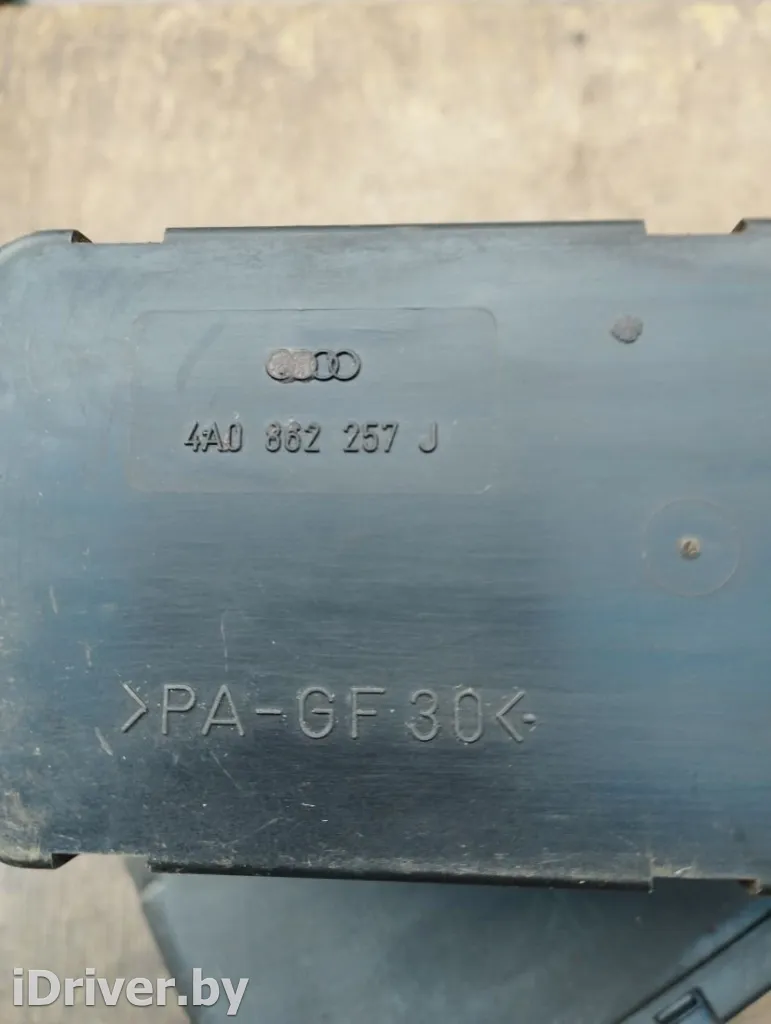 4A0 862 257 J
>PA-GF30<
iDriver.by